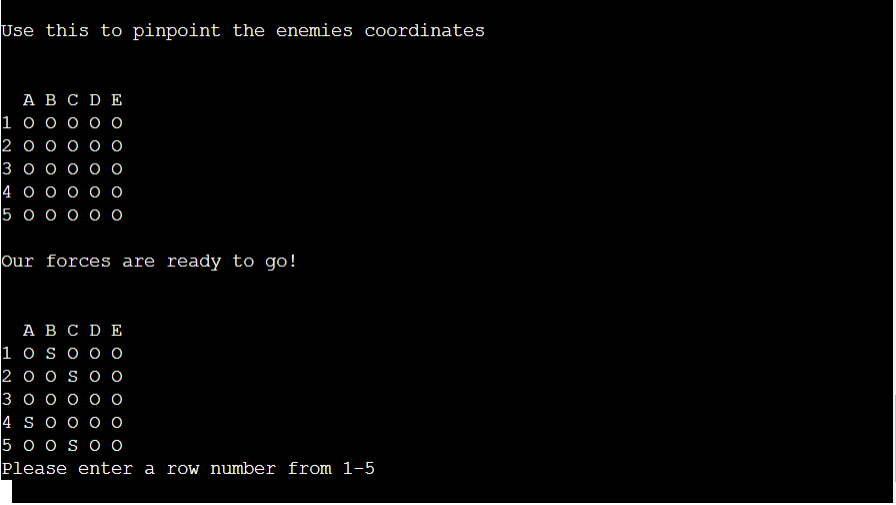 Use this to pinpoint the enemies coordinates
A B C D E
1 O O O O O
2 O O O O O
3 O O O O O
4 O O O O O
5 O O O O O
Our forces are ready to go!
A B C D E
1 O S O O O
2 O O S O O
3 O O O O O
4 S O O O O
5 O O S O O
Please enter a row number from 1-5